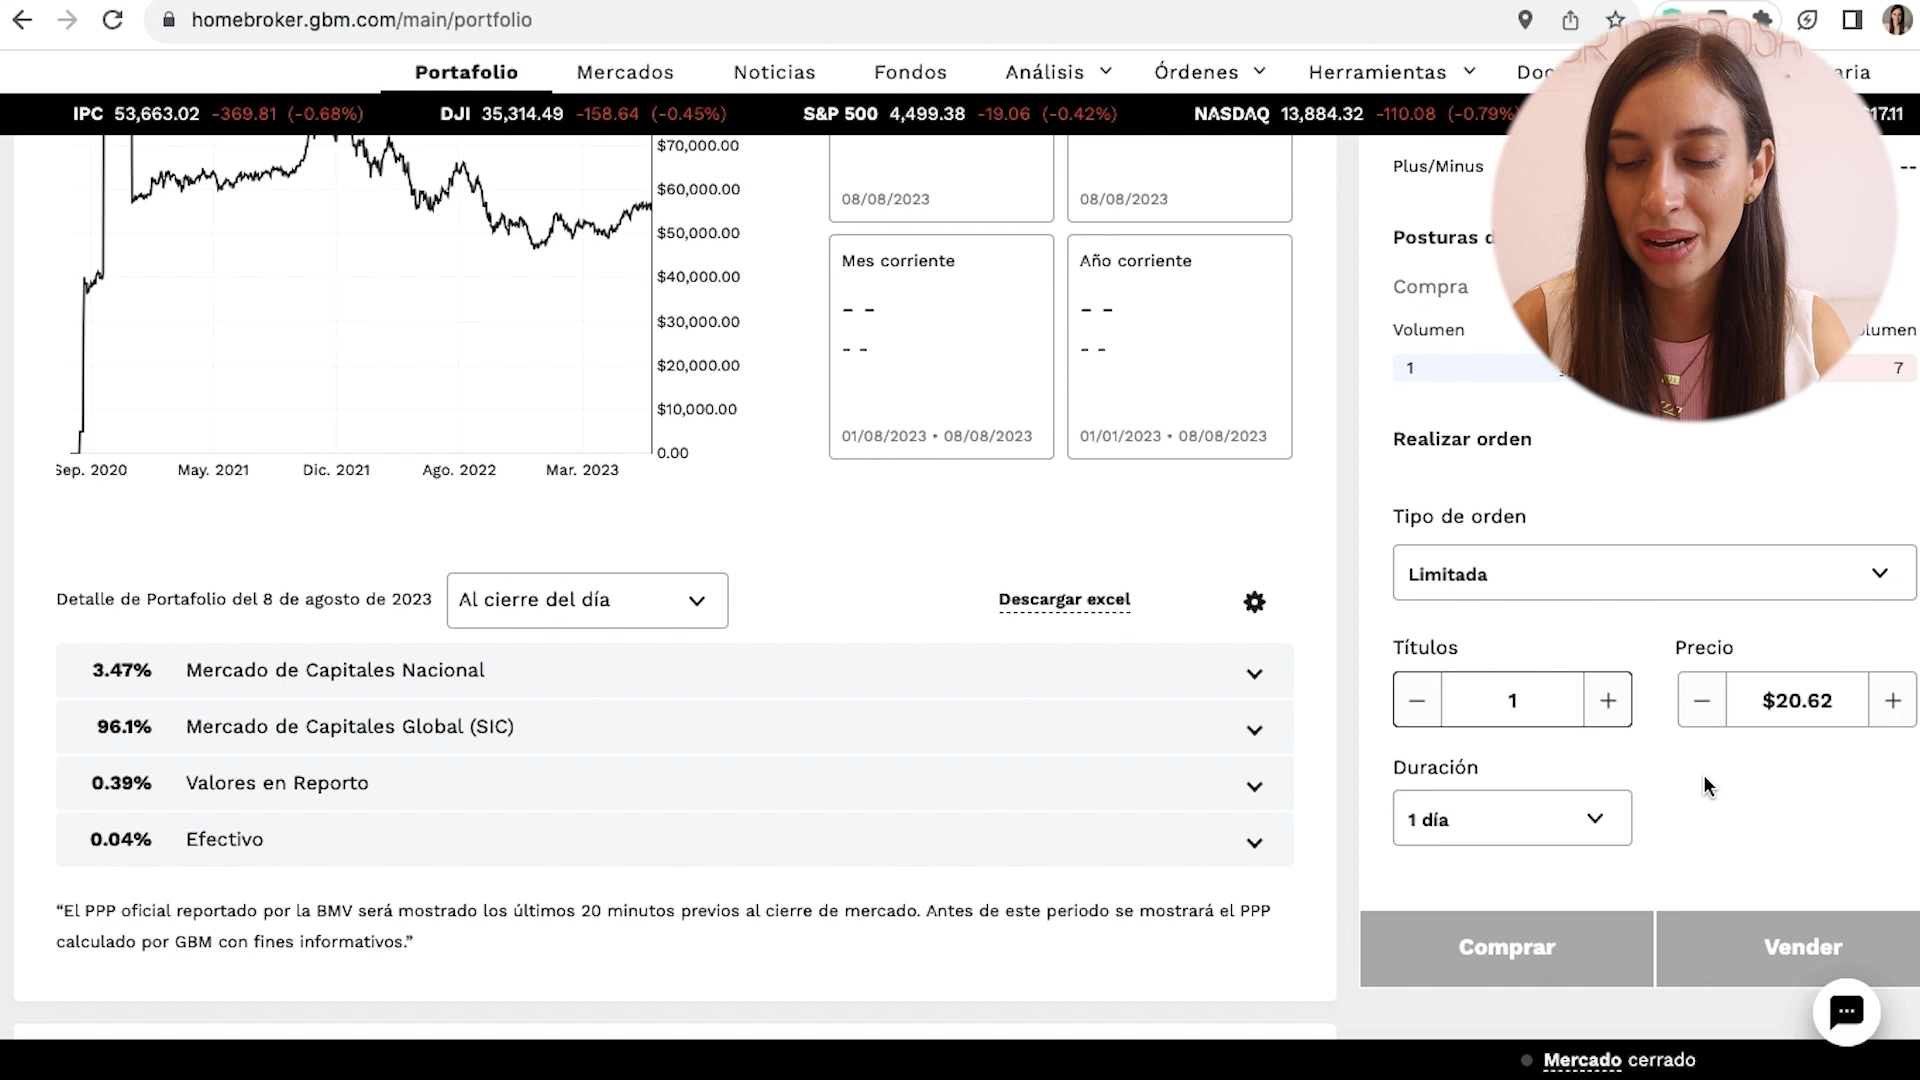 homebroker.gbm.com/main/portfolio
Portafolio Mercados Noticias Fondos Análisis Órdenes Herramientas
IPC 53,663.02 -369.81 (-0.68%) DJI 35,314.49 -158.64 (-0.45%) S&P 500 4,499.38 -19.06 (-0.42%) NASDAQ 13,884.32 -110.08 (-0.79%) 17.11
$70,000.00
$60,000.00
$50,000.00
$40,000.00
$30,000.00
$20,000.00
$10,000.00
0.00
Sep. 2020 May. 2021 Dic. 2021 Ago. 2022 Mar. 2023
08/08/2023
08/08/2023
Mes corriente
- -
- -
01/08/2023 • 08/08/2023
Año corriente
- -
- -
01/01/2023 • 08/08/2023
Detalle de Portafolio del 8 de agosto de 2023 Al cierre del día Descargar excel
3.47% Mercado de Capitales Nacional
96.1% Mercado de Capitales Global (SIC)
0.39% Valores en Reporto
0.04% Efectivo
“El PPP oficial reportado por la BMV será mostrado los últimos 20 minutos previos al cierre de mercado. Antes de este periodo se mostrará el PPP
calculado por GBM con fines informativos.”
Plus/Minus --
Posturas
Compra
Volumen
1 7
Realizar orden
Tipo de orden
Limitada
Títulos Precio
1 $20.62
Duración
1 día
Comprar Vender
Mercado cerrado